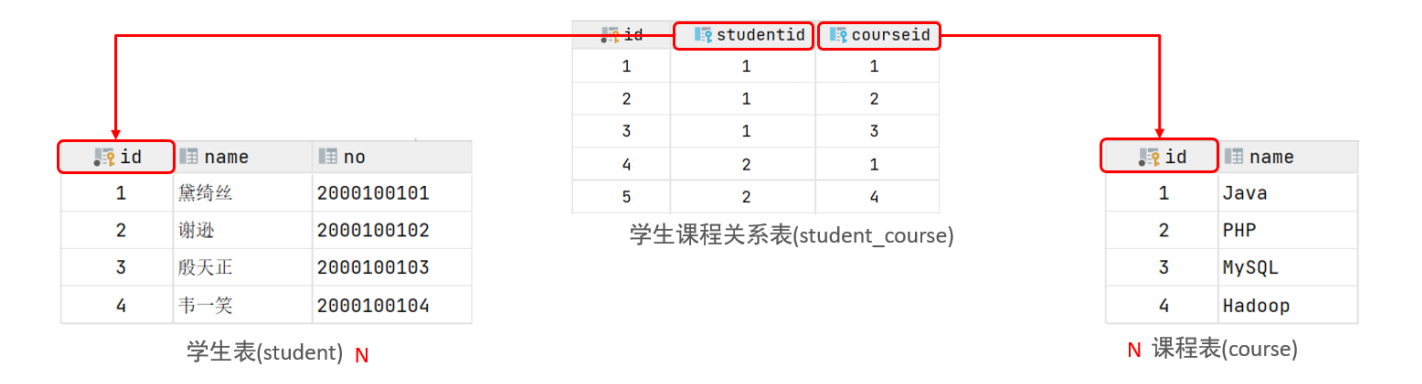 id studentid courseid
1 1 1
2 1 2
3 1 3
4 2 1
5 2 4
学生课程关系表(student_course)
id name no
1 黛绮丝 2000100101
2 谢逊 2000100102
3 殷天正 2000100103
4 韦一笑 2000100104
学生表(student) N
id name
1 Java
2 PHP
3 MySQL
4 Hadoop
N 课程表(course)